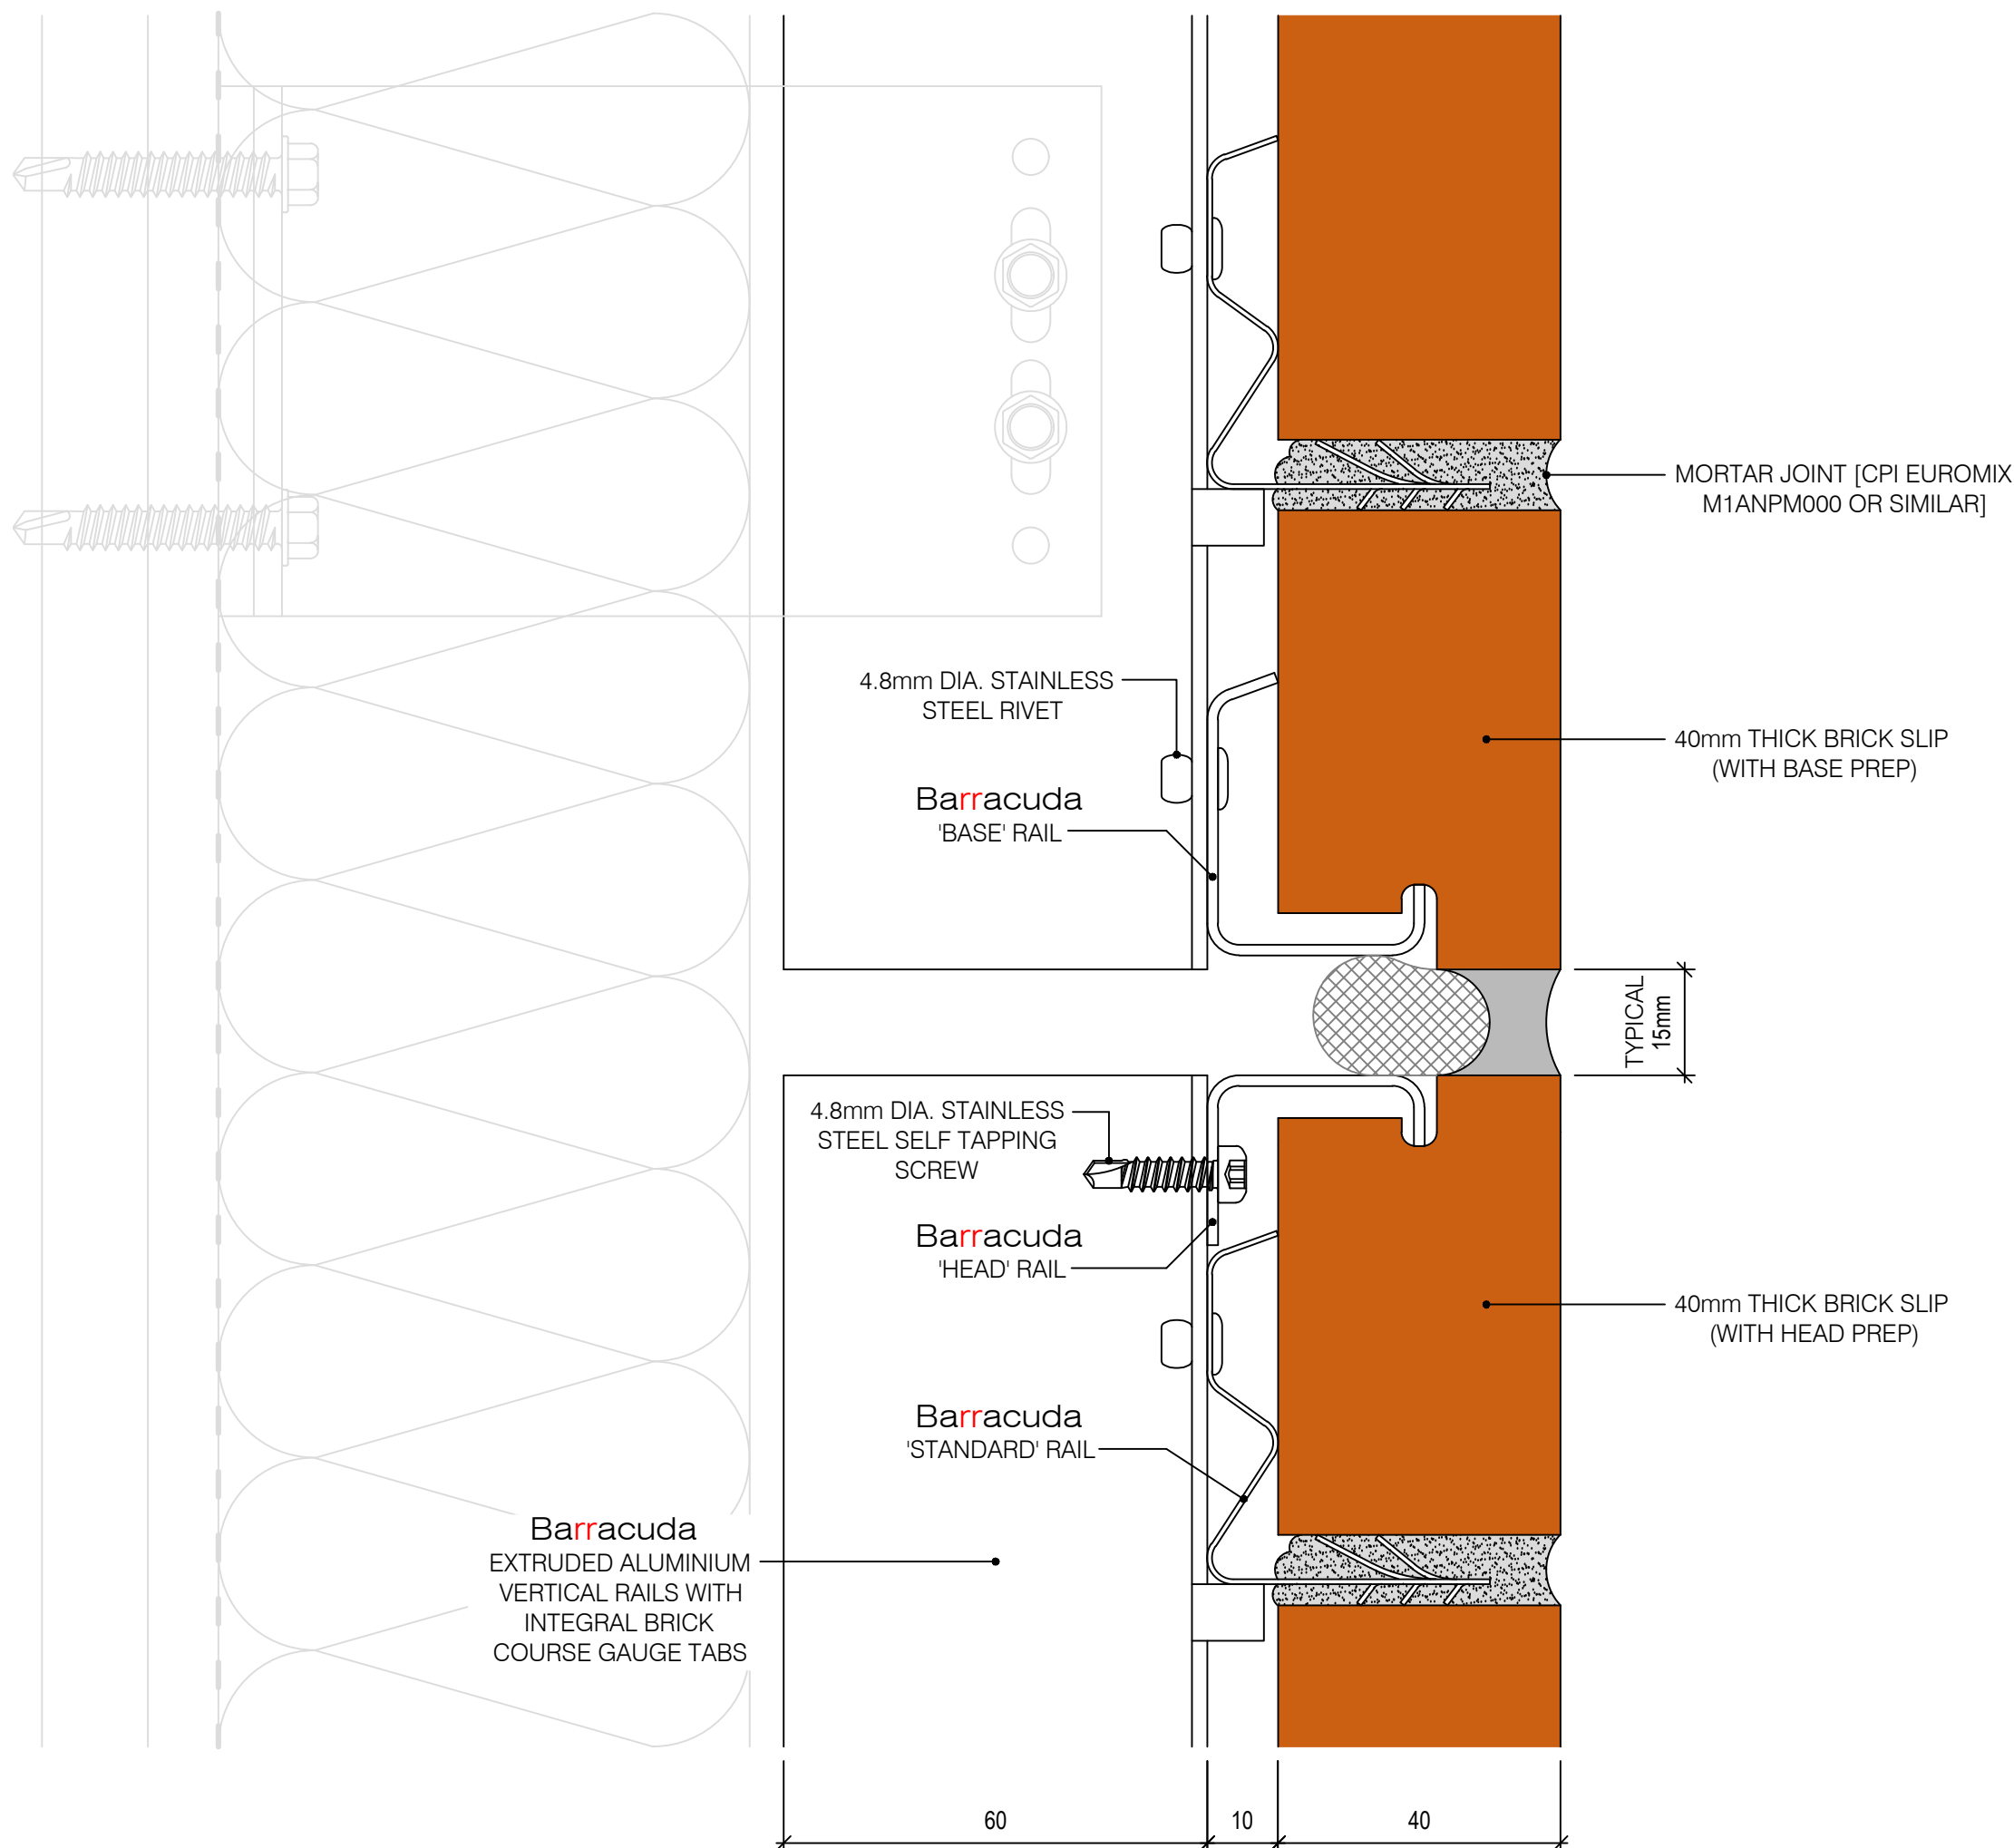 MORTAR JOINT [CPI EUROMIX
M1ANPM000 OR SIMILAR]
4.8mm DIA. STAINLESS
STEEL RIVET
40mm THICK BRICK SLIP
(WITH BASE PREP)
Barracuda
'BASE' RAIL
TYPICAL
15mm
4.8mm DIA. STAINLESS
STEEL SELF TAPPING
SCREW
Barracuda
'HEAD' RAIL
40mm THICK BRICK SLIP
(WITH HEAD PREP)
Barracuda
'STANDARD' RAIL
Barracuda
EXTRUDED ALUMINIUM
VERTICAL RAILS WITH
INTEGRAL BRICK
COURSE GAUGE TABS
60
10
40